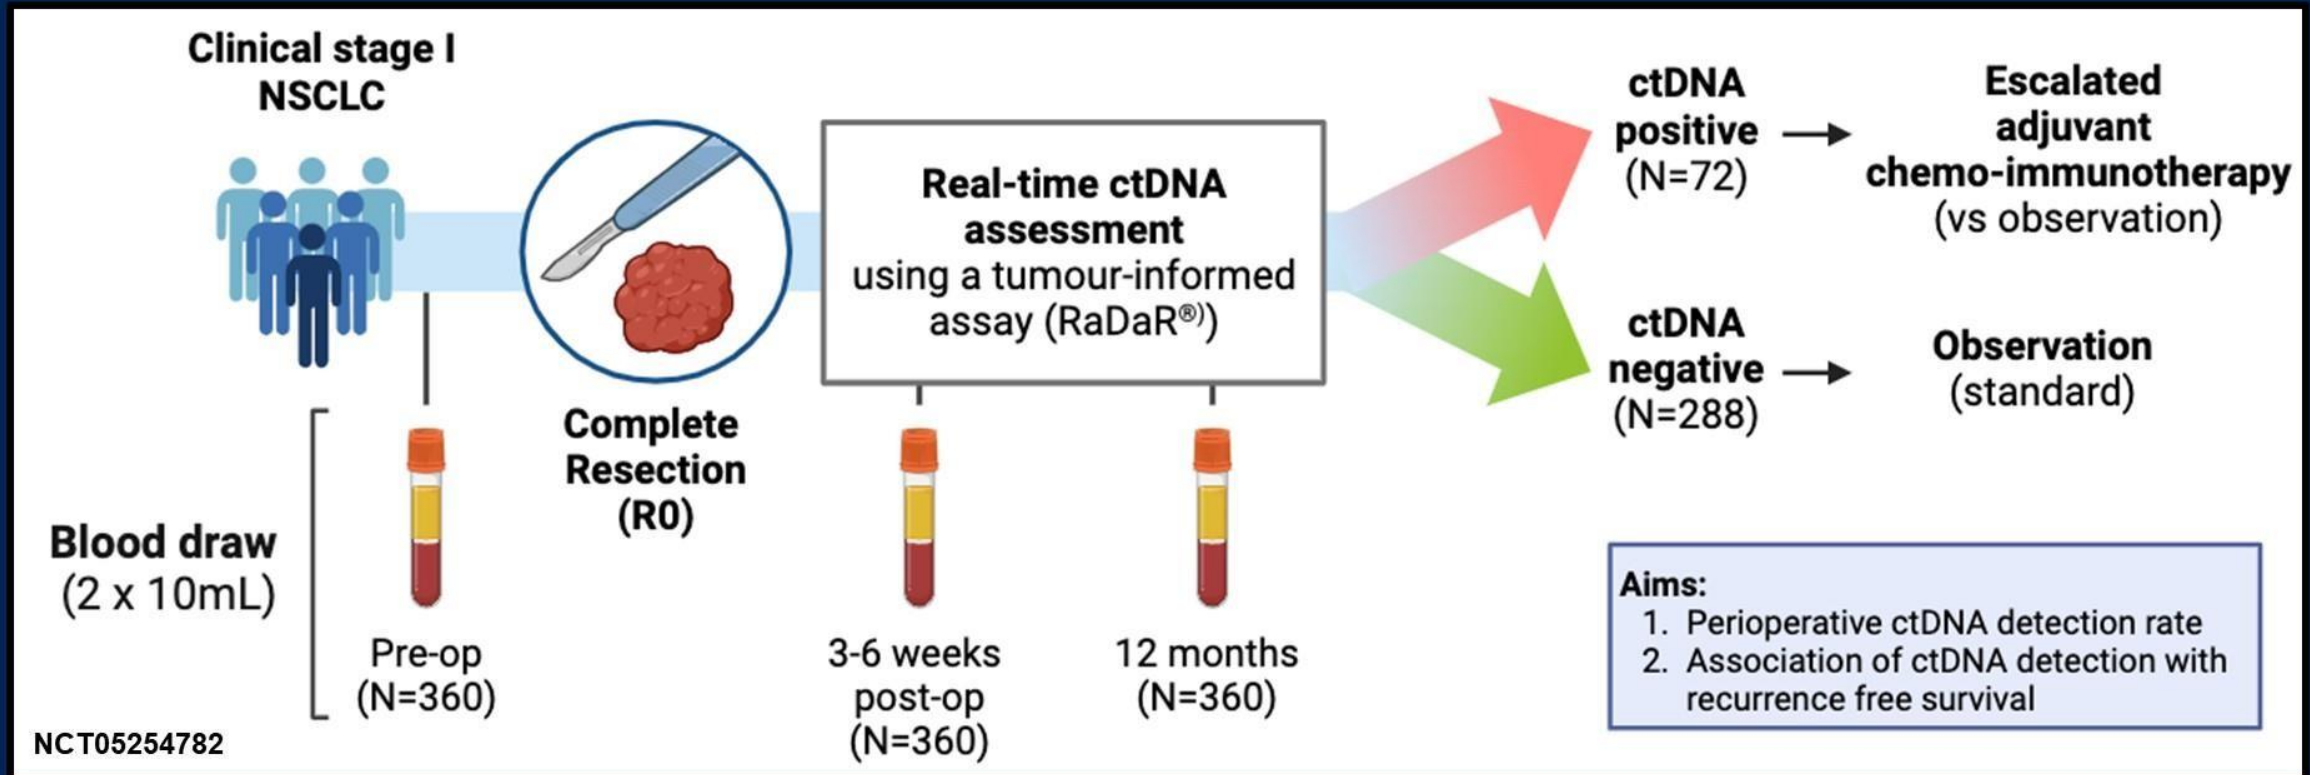 Clinical stage I
NSCLC
Blood draw
(2 x 10mL)
Pre-op
(N=360)
Complete
Resection
(R0)
Real-time ctDNA
assessment
using a tumour-informed
assay (RaDaR®))
3-6 weeks
post-op
(N=360)
12 months
(N=360)
ctDNA
positive
(N=72)
Escalated
adjuvant
chemo-immunotherapy
(vs observation)
ctDNA
negative
(N=288)
Observation
(standard)
Aims:
1. Perioperative ctDNA detection rate
2. Association of ctDNA detection with
recurrence free survival
NCT05254782